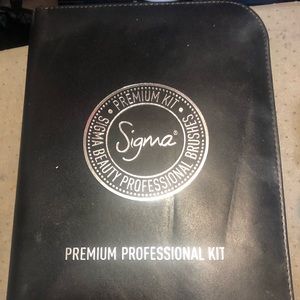 • PREMIUM KIT •
SIGMA BEAUTY PROFESSIONAL BRUSHES
Sigma®
PREMIUM PROFESSIONAL KIT